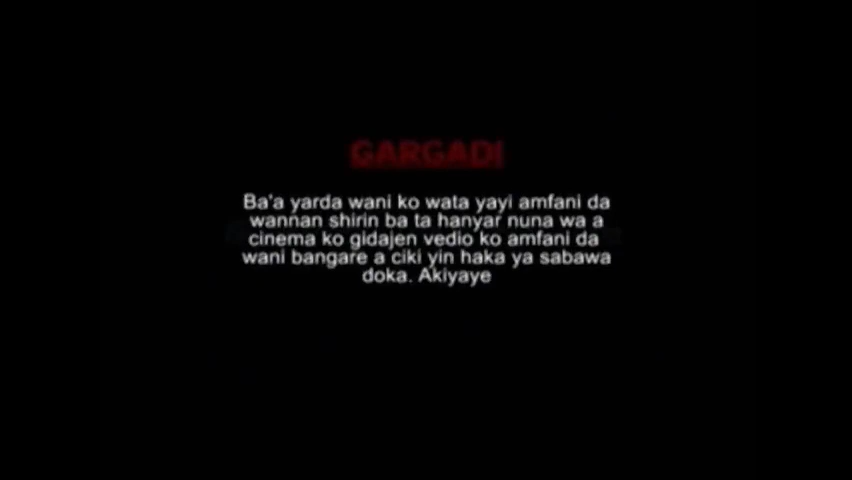 GARGADI
Ba'a yarda wani ko wata yayi amfani da
wannan shirin ba ta hanyar nuna wa a
cinema ko gidajen vedio ko amfani da
wani bangare a ciki yin haka ya sabawa
doka. Akiyaye